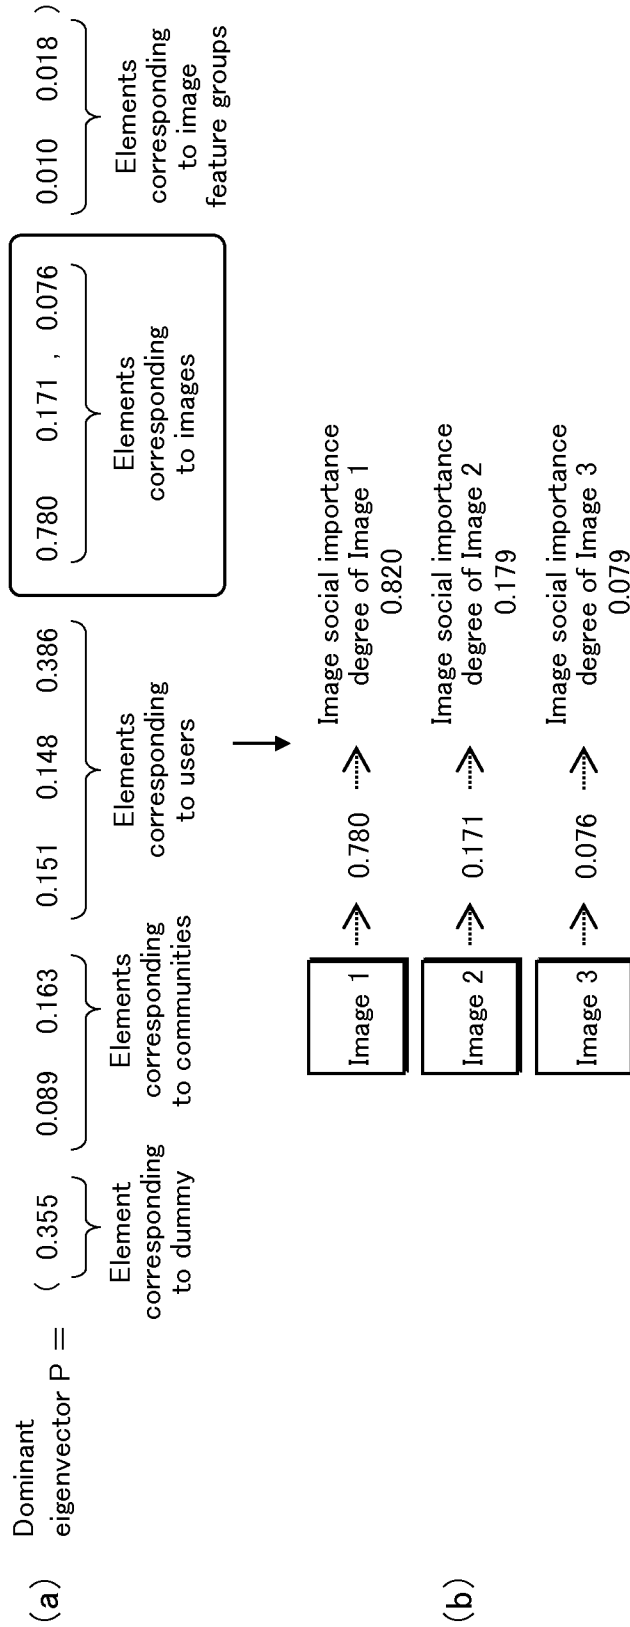 (a)
Dominant
eigenvector P = ( 0.355 0.089 0.163 0.151 0.148 0.386 0.780 0.171 , 0.076 0.010 0.018 )
Element
corresponding
to dummy
Elements
corresponding
to communities
Elements
corresponding
to users
Elements
corresponding
to images
Elements
corresponding
to image
feature groups
(b)
Image 1
0.780
Image social importance
degree of Image 1
0.820
Image 2
0.171
Image social importance
degree of Image 2
0.179
Image 3
0.076
Image social importance
degree of Image 3
0.079